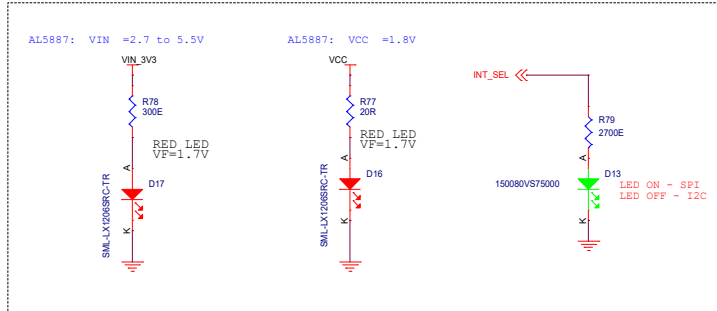 AL5887: VIN =2.7 to 5.5V
VIN_3V3
R78
300E
RED LED
VF=1.7V
A
D17
SML-LX1206SRC-TR
K
AL5887: VCC =1.8V
VCC
R77
20R
RED LED
VF=1.7V
A
D16
SML-LX1206SRC-TR
K
INT_SEL
R79
2700E
A
D13
150080VS75000
LED ON - SPI
LED OFF - I2C
K